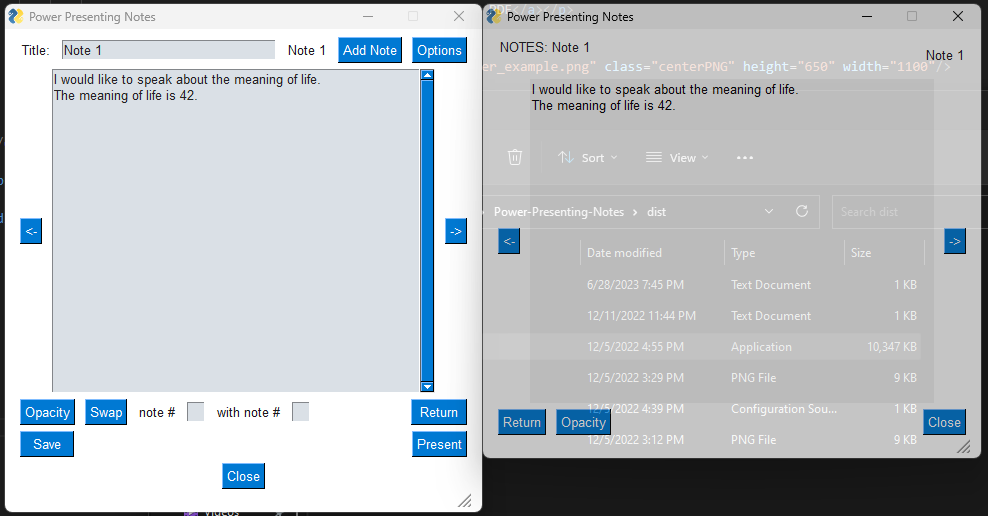 Power Presenting Notes
Title: Note 1 Note 1 Add Note Options
I would like to speak about the meaning of life.
The meaning of life is 42.
<- ->
Opacity Swap note # with note # Return
Save Present
Close
Videos
Power Presenting Notes
NOTES: Note 1
Note 1
er_example.png" class="centerPNG" height="650" width="1100"/>
I would like to speak about the meaning of life.
The meaning of life is 42.
Sort View
Power-Presenting-Notes > dist Search dist
<- ->
Date modified Type Size
6/28/2023 7:45 PM Text Document 1 KB
12/11/2022 11:44 PM Text Document 1 KB
12/5/2022 4:55 PM Application 10,347 KB
12/5/2022 3:29 PM PNG File 9 KB
12/5/2022 4:39 PM Configuration Sou... 1 KB
Return Opacity Close
12/5/2022 3:12 PM PNG File 9 KB